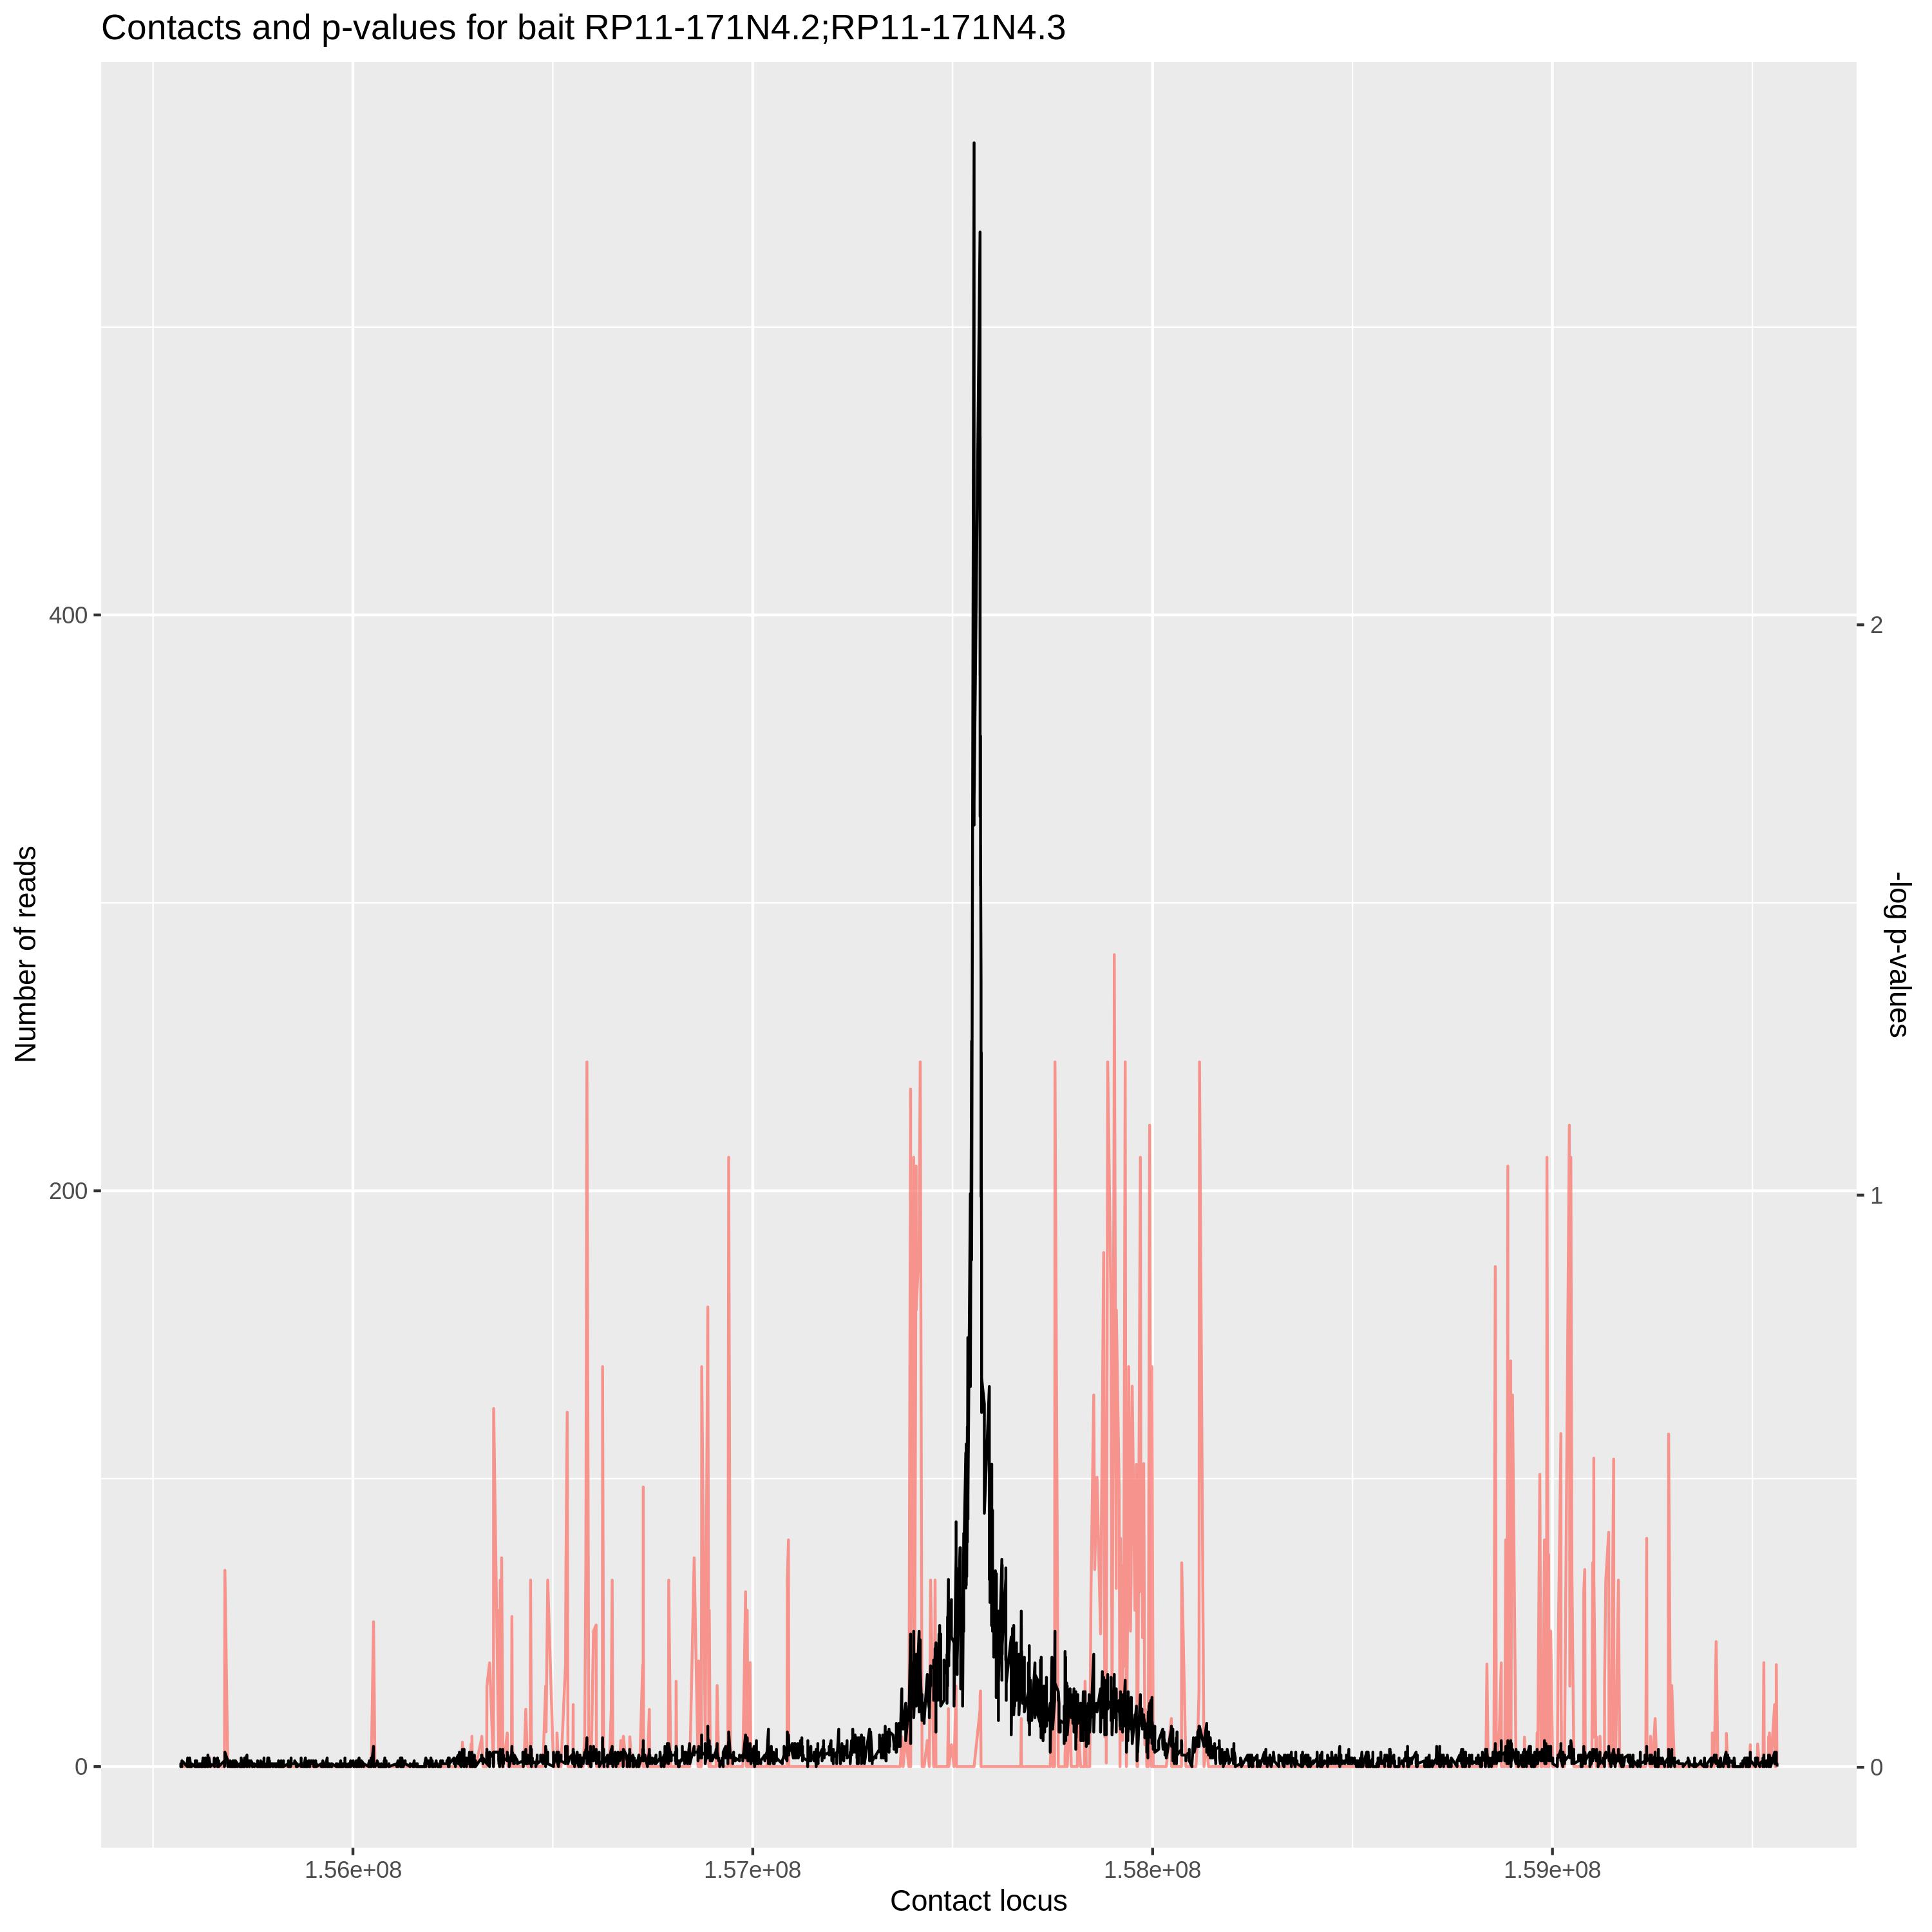 Contacts and p-values for bait RP11-171N4.2;RP11-171N4.3
Number of reads
400
200
0
2
1
0
-log p-values
1.56e+08
1.57e+08
1.58e+08
1.59e+08
Contact locus